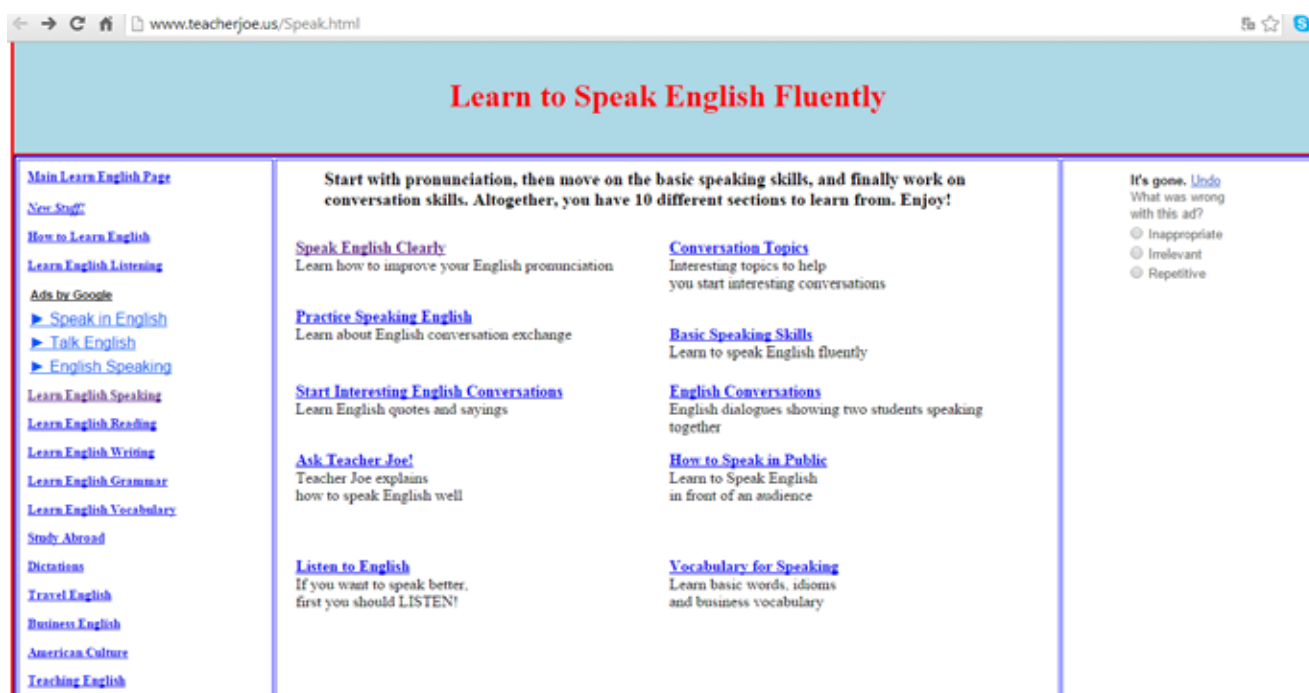 www.teacherjoe.us/Speak.html
Learn to Speak English Fluently
Main Learn English Page
New Stuff!
How to Learn English
Learn English Listening
Ads by Google
► Speak in English
► Talk English
► English Speaking
Learn English Speaking
Learn English Reading
Learn English Writing
Learn English Grammar
Learn English Vocabulary
Study Abroad
Dictations
Travel English
Business English
American Culture
Teaching English
Start with pronunciation, then move on the basic speaking skills, and finally work on
conversation skills. Altogether, you have 10 different sections to learn from. Enjoy!
Speak English Clearly
Learn how to improve your English pronunciation
Practice Speaking English
Learn about English conversation exchange
Start Interesting English Conversations
Learn English quotes and sayings
Ask Teacher Joe!
Teacher Joe explains
how to speak English well
Listen to English
If you want to speak better,
first you should LISTEN!
Conversation Topics
Interesting topics to help
you start interesting conversations
Basic Speaking Skills
Learn to speak English fluently
English Conversations
English dialogues showing two students speaking
together
How to Speak in Public
Learn to Speak English
in front of an audience
Vocabulary for Speaking
Learn basic words, idioms
and business vocabulary
It's gone. Undo
What was wrong
with this ad?
Inappropriate
Irrelevant
Repetitive